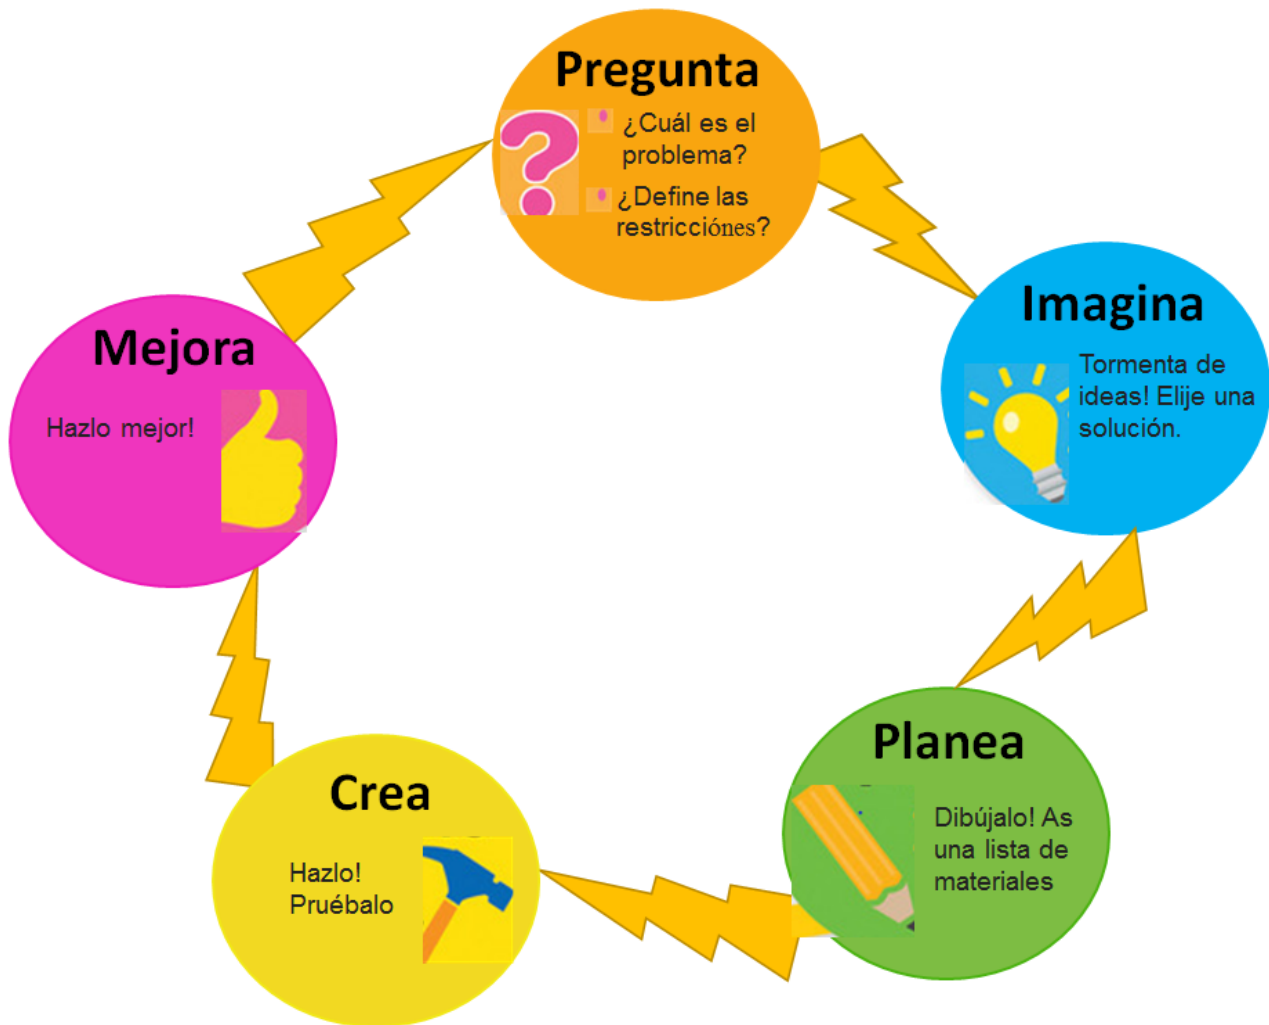 Pregunta
¿Cuál es el
problema?
¿Define las
restricciónes?
Imagina
Tormenta de
ideas! Elije una
solución.
Planea
Dibújalo! As
una lista de
materiales
Crea
Hazlo!
Pruébalo
Mejora
Hazlo mejor!